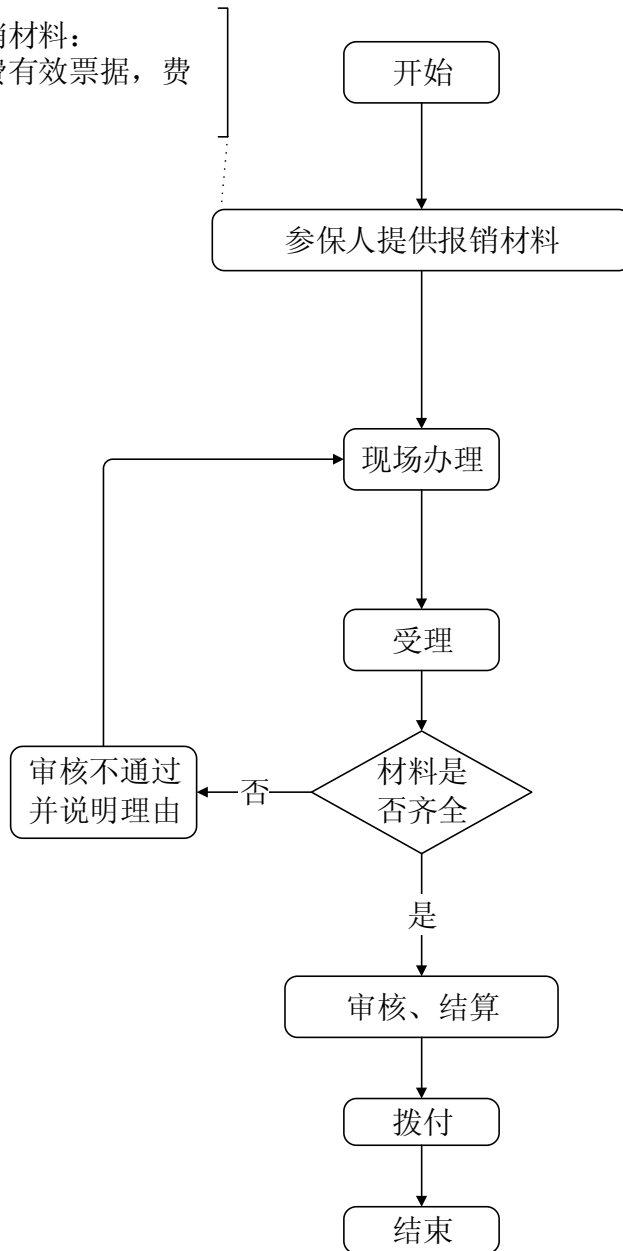 销材料：
费有效票据，费
开始
参保人提供报销材料
现场办理
受理
材料是
否齐全
否
审核不通过
并说明理由
是
审核、结算
拨付
结束